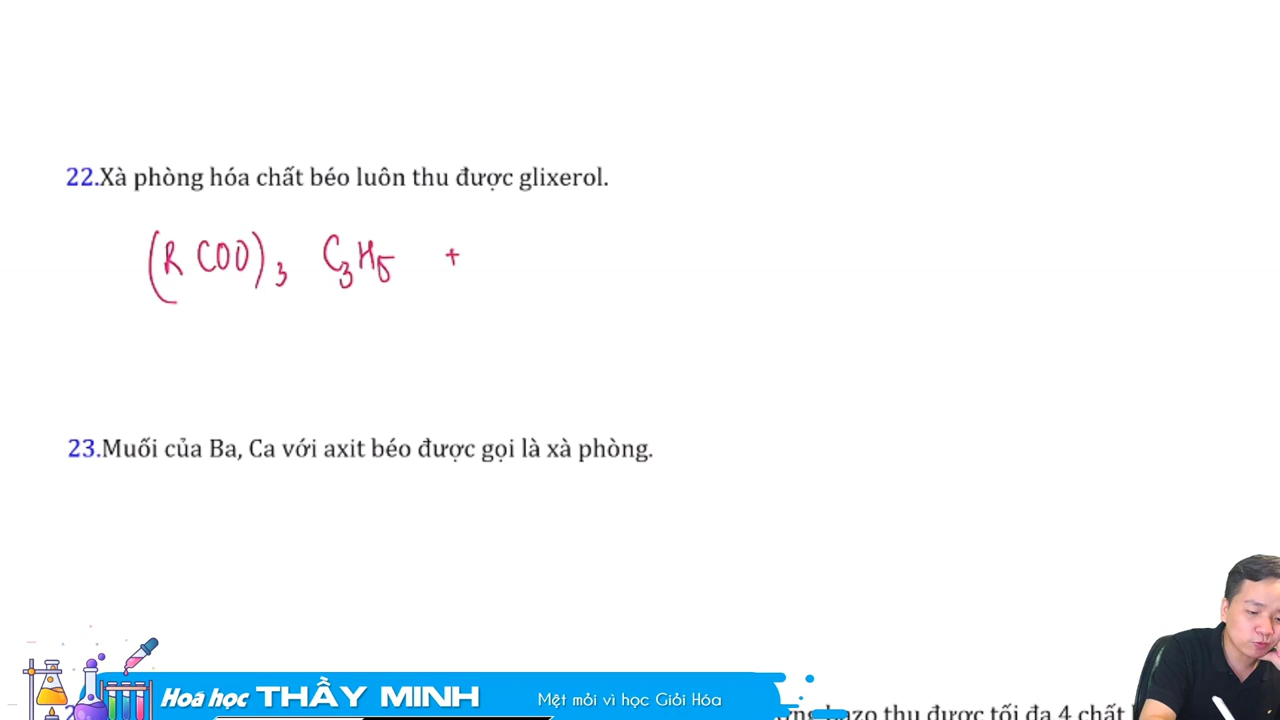 22.Xà phòng hóa chất béo luôn thu được glixerol.
(RCOO)₃ C₃H₅ +
23.Muối của Ba, Ca với axit béo được gọi là xà phòng.
Hoá học THẦY MINH
Mệt mỏi vì học Giỏi Hóa
bazo thu được tối đa 4 chất